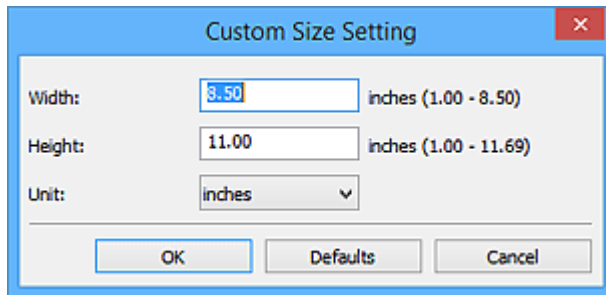 Custom Size Setting
Width: 8.50 inches (1.00 - 8.50)
Height: 11.00 inches (1.00 - 11.69)
Unit: inches
OK Defaults Cancel